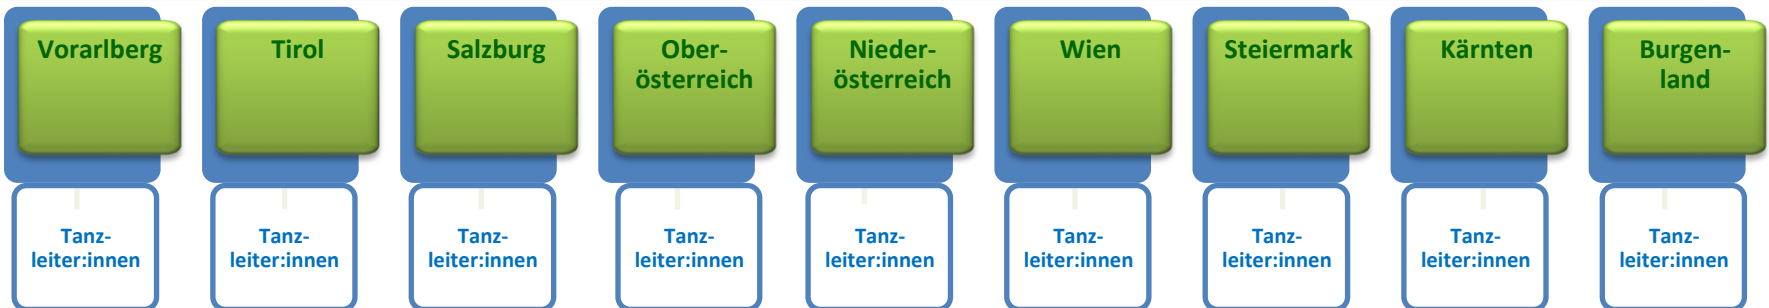 Vorarlberg
Tirol
Salzburg
Ober-
österreich
Nieder-
österreich
Wien
Steiermark
Kärnten
Burgen-
land
Tanz-
leiter:innen
Tanz-
leiter:innen
Tanz-
leiter:innen
Tanz-
leiter:innen
Tanz-
leiter:innen
Tanz-
leiter:innen
Tanz-
leiter:innen
Tanz-
leiter:innen
Tanz-
leiter:innen